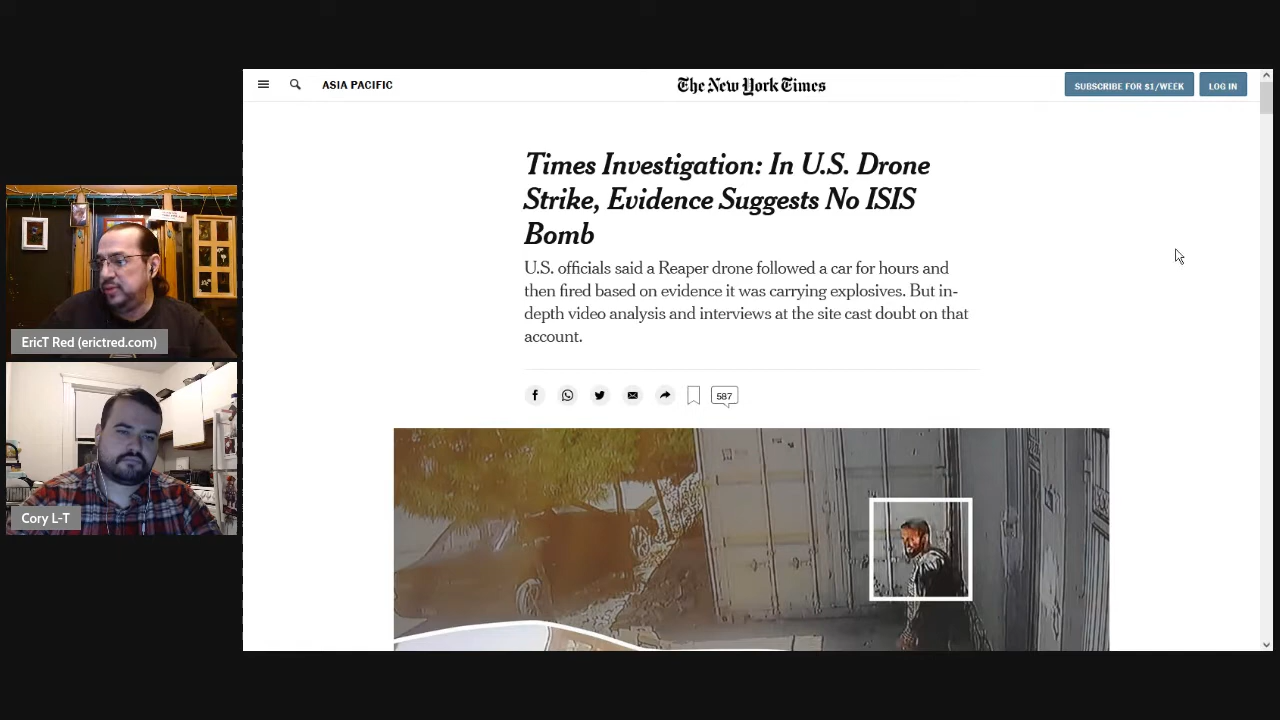 ASIA PACIFIC
The New York Times
SUBSCRIBE FOR $1/WEEK
LOG IN
Times Investigation: In U.S. Drone
Strike, Evidence Suggests No ISIS
Bomb
U.S. officials said a Reaper drone followed a car for hours and
then fired based on evidence it was carrying explosives. But in-
depth video analysis and interviews at the site cast doubt on that
account.
587
EricT Red (erictred.com)
Cory L-T